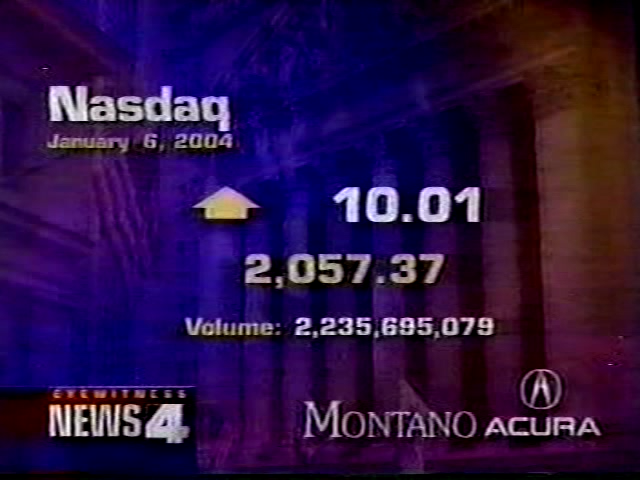 Nasdaq
January 6, 2004
10.01
2,057.37
Volume: 2,235,695,079
EYEWITNESS
NEWS 4
MONTANO ACURA